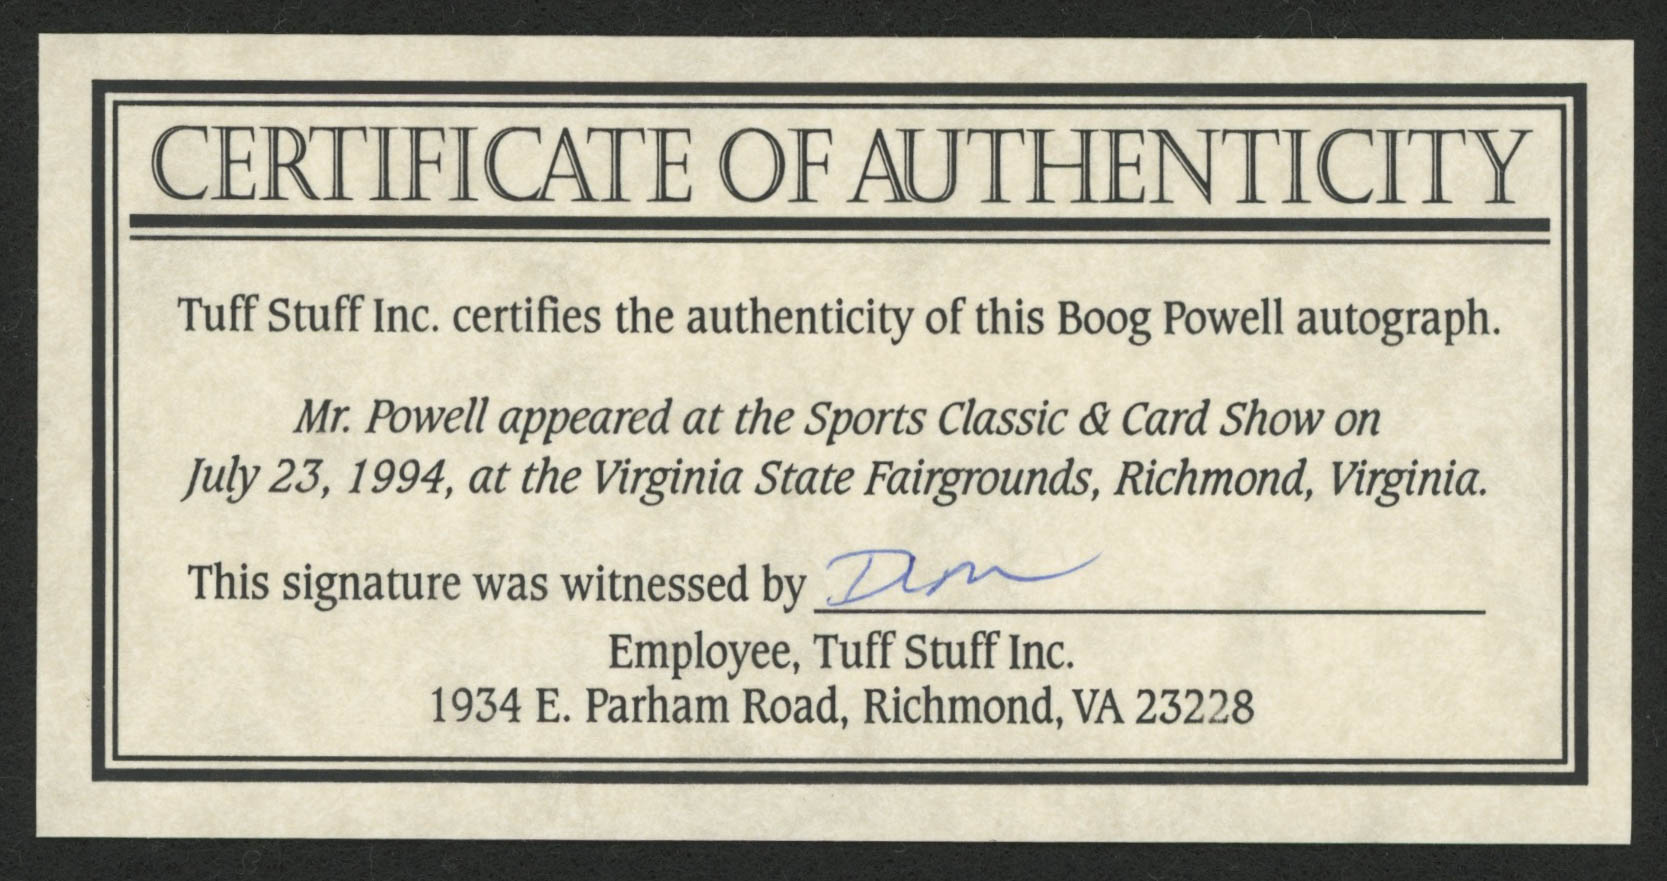 CERTIFICATE OF AUTHENTICITY
Tuff Stuff Inc. certifies the authenticity of this Boog Powell autograph.
Mr. Powell appeared at the Sports Classic & Card Show on
July 23, 1994, at the Virginia State Fairgrounds, Richmond, Virginia.
This signature was witnessed by
Employee, Tuff Stuff Inc.
1934 E. Parham Road, Richmond, VA 23228